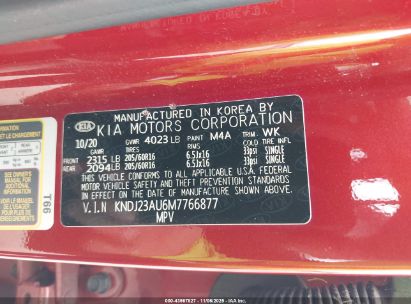 MANUFACTURED IN KOREA BY
KIA KIA MOTORS CORPORATION
10/20 GVWR 4023 LB PAINT M4A TRIM. WK
TIRES RIMS COLD TIRE INFL
FRONT 2315 LB 205/60R16 6.5Jx16 33psi SINGLE
REAR 2094 LB 205/60R16 6.5Jx16 33psi SINGLE
THIS VEHICLE CONFORMS TO ALL APPLICABLE U.S.A. FEDERAL
MOTOR VEHICLE SAFETY, BUMPER, AND THEFT PREVENTION
STANDARDS IN EFFECT ON THE DATE OF MANUFACTURE
SHOWN ABOVE.
V.I.N KNDJ23AU6M7766877
MPV
T66